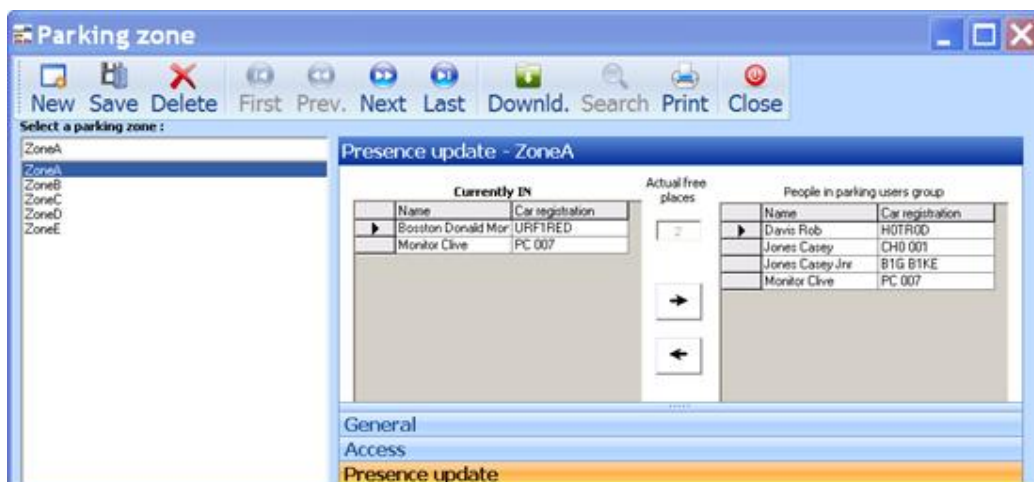 Parking zone
New Save Delete First Prev. Next Last Downld. Search Print Close
Select a parking zone :
ZoneA
ZoneA
ZoneB
ZoneC
ZoneD
ZoneE
Presence update - ZoneA
Currently IN
Name Car registration
Bosston Donald Mor URF1RED
Monitor Clive PC 007
Actual free
places
2
People in parking users group
Name Car registration
Davis Rob H0TR0D
Jones Casey CH0 001
Jones Casey Jnr B1G B1KE
Monitor Clive PC 007
General
Access
Presence update